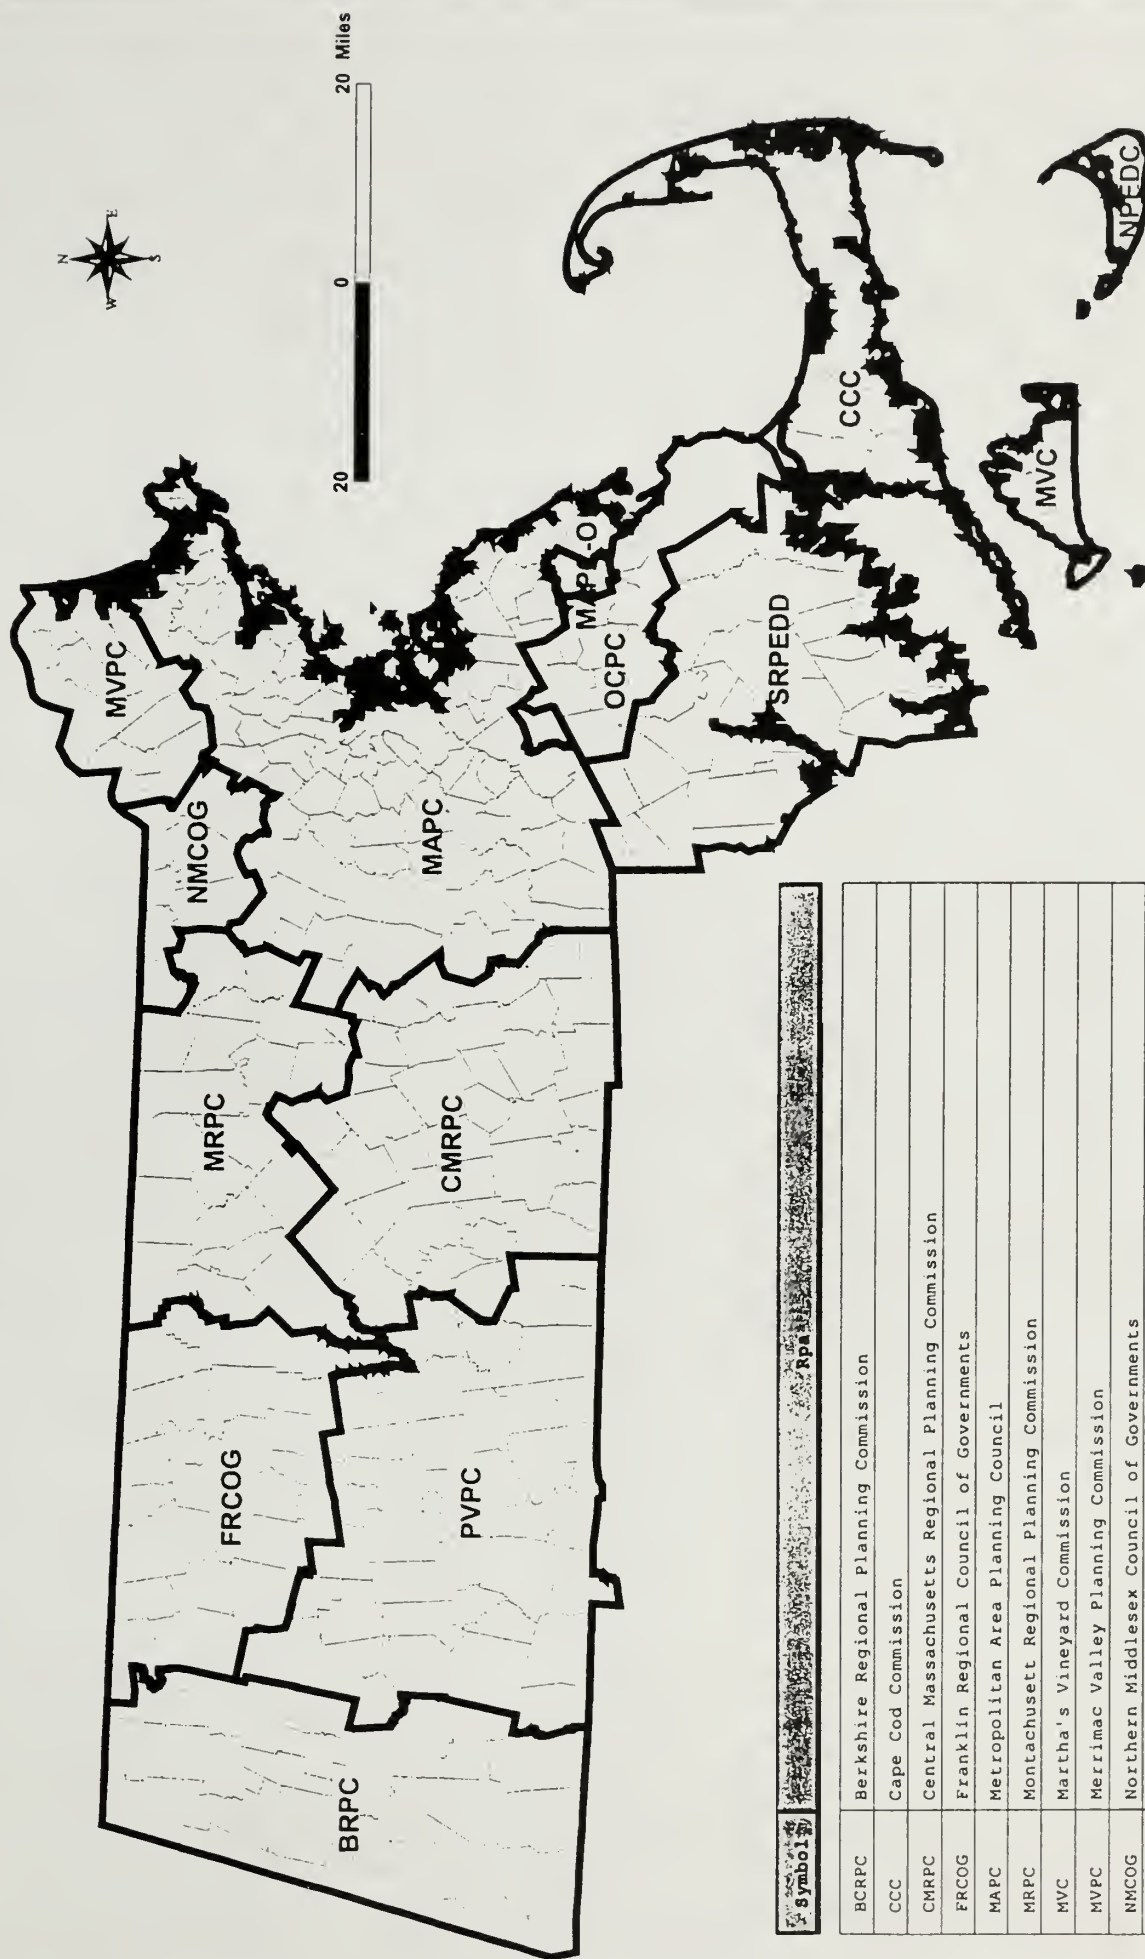 N
W E
S
20 0 20 Miles
MVPC
NMCOG
MRPC
FRCOG
BRPC
MAPC
CMRPC
PVPC
OCPC
SRPEDD
CCC
MVC
NPEDC
Symbol Rpa
BCRPC Berkshire Regional Planning Commission
CCC Cape Cod Commission
CMRPC Central Massachusetts Regional Planning Commission
FRCOG Franklin Regional Council of Governments
MAPC Metropolitan Area Planning Council
MRPC Montachusett Regional Planning Commission
MVC Martha's Vineyard Commission
MVPC Merrimac Valley Planning Commission
NMCOG Northern Middlesex Council of Governments